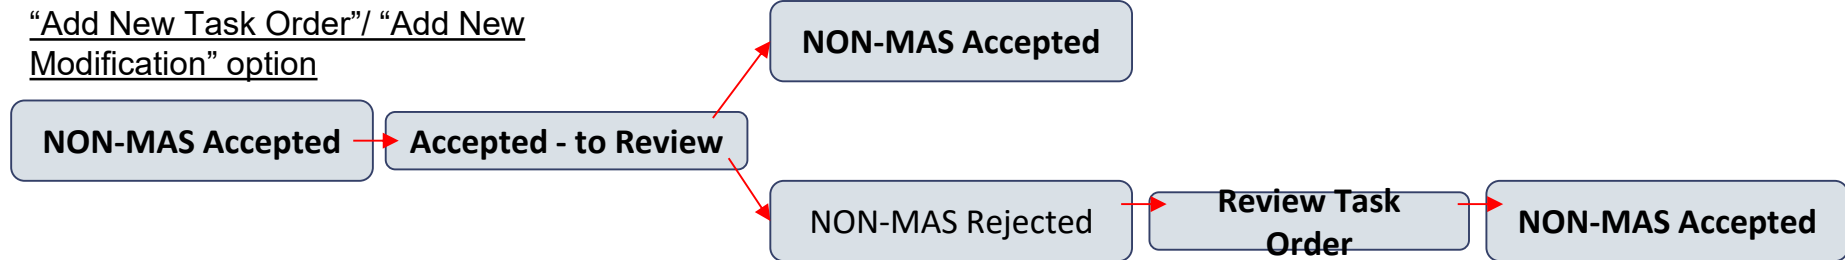 “Add New Task Order”/ “Add New
Modification” option
NON-MAS Accepted
NON-MAS Accepted
Accepted - to Review
NON-MAS Rejected
Review Task
Order
NON-MAS Accepted